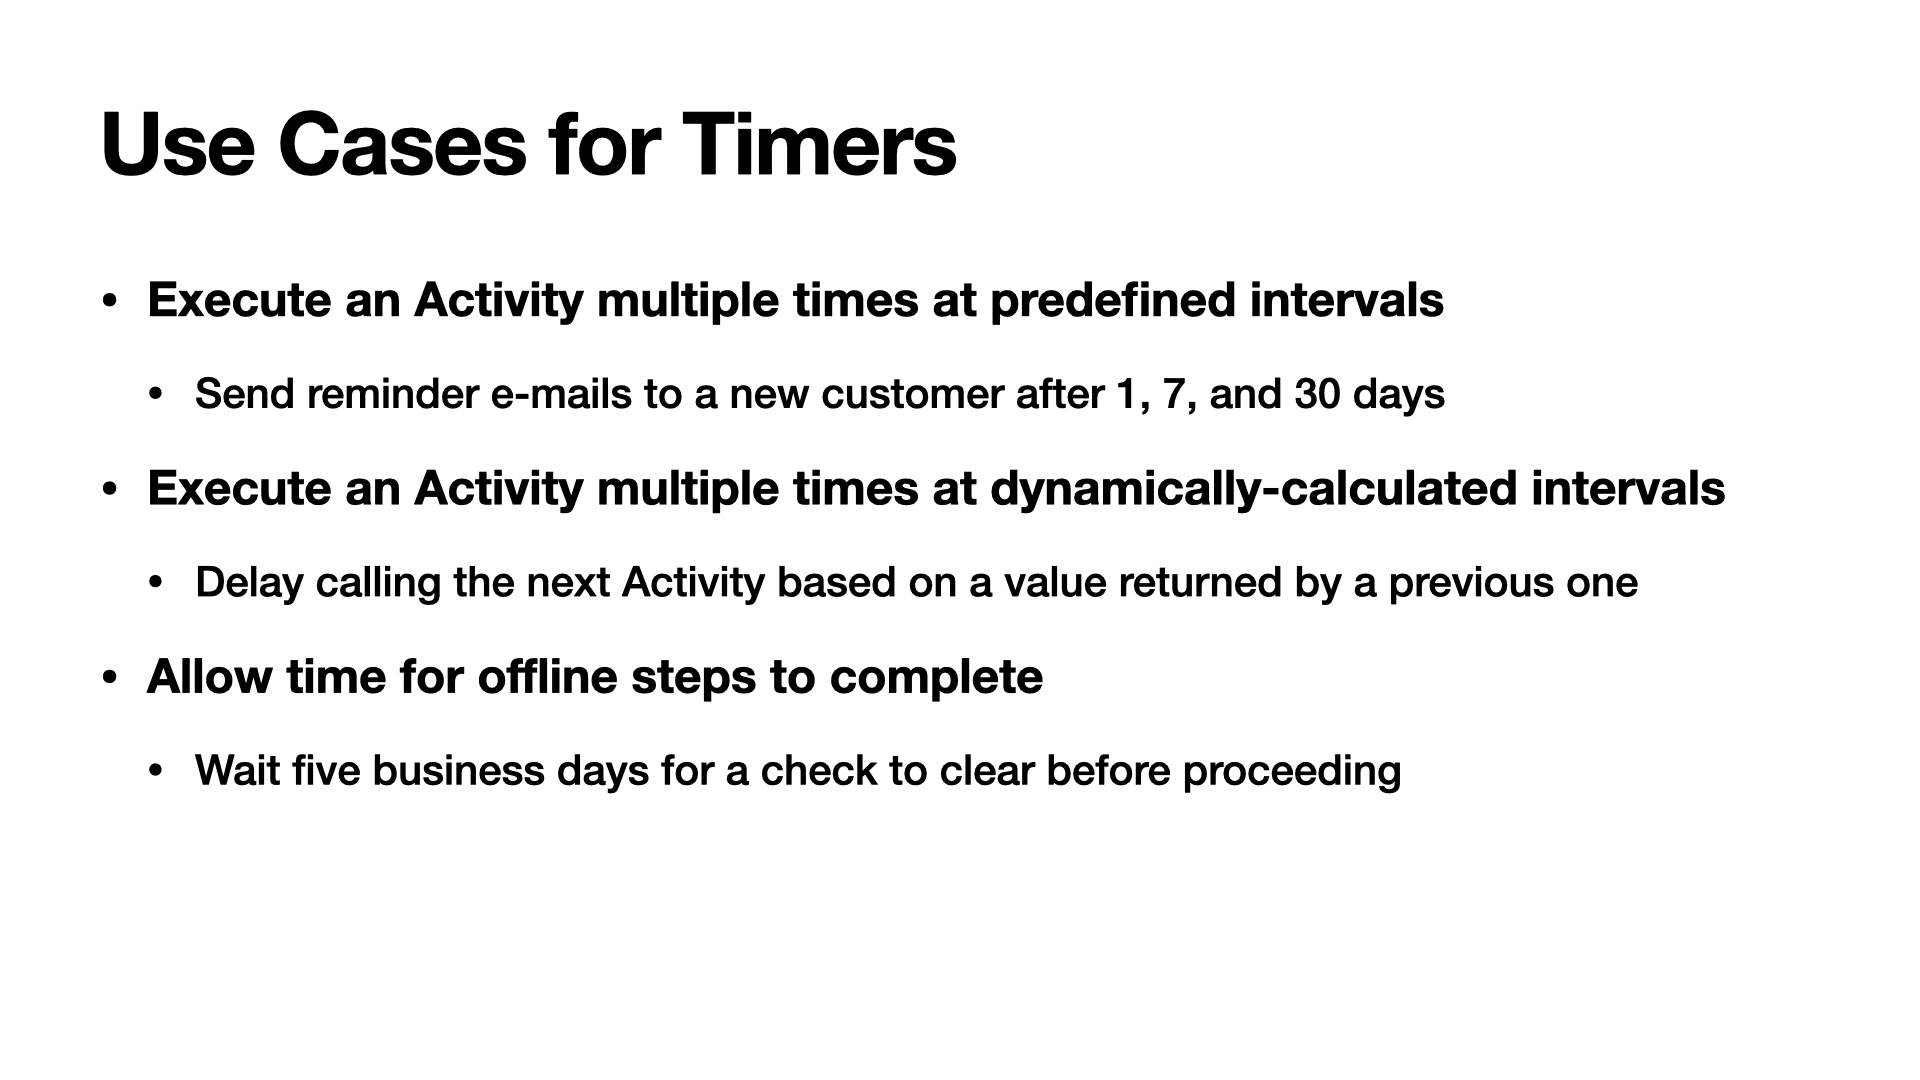 Use Cases for Timers
• Execute an Activity multiple times at predefined intervals
• Send reminder e-mails to a new customer after 1, 7, and 30 days
• Execute an Activity multiple times at dynamically-calculated intervals
• Delay calling the next Activity based on a value returned by a previous one
• Allow time for offline steps to complete
• Wait five business days for a check to clear before proceeding